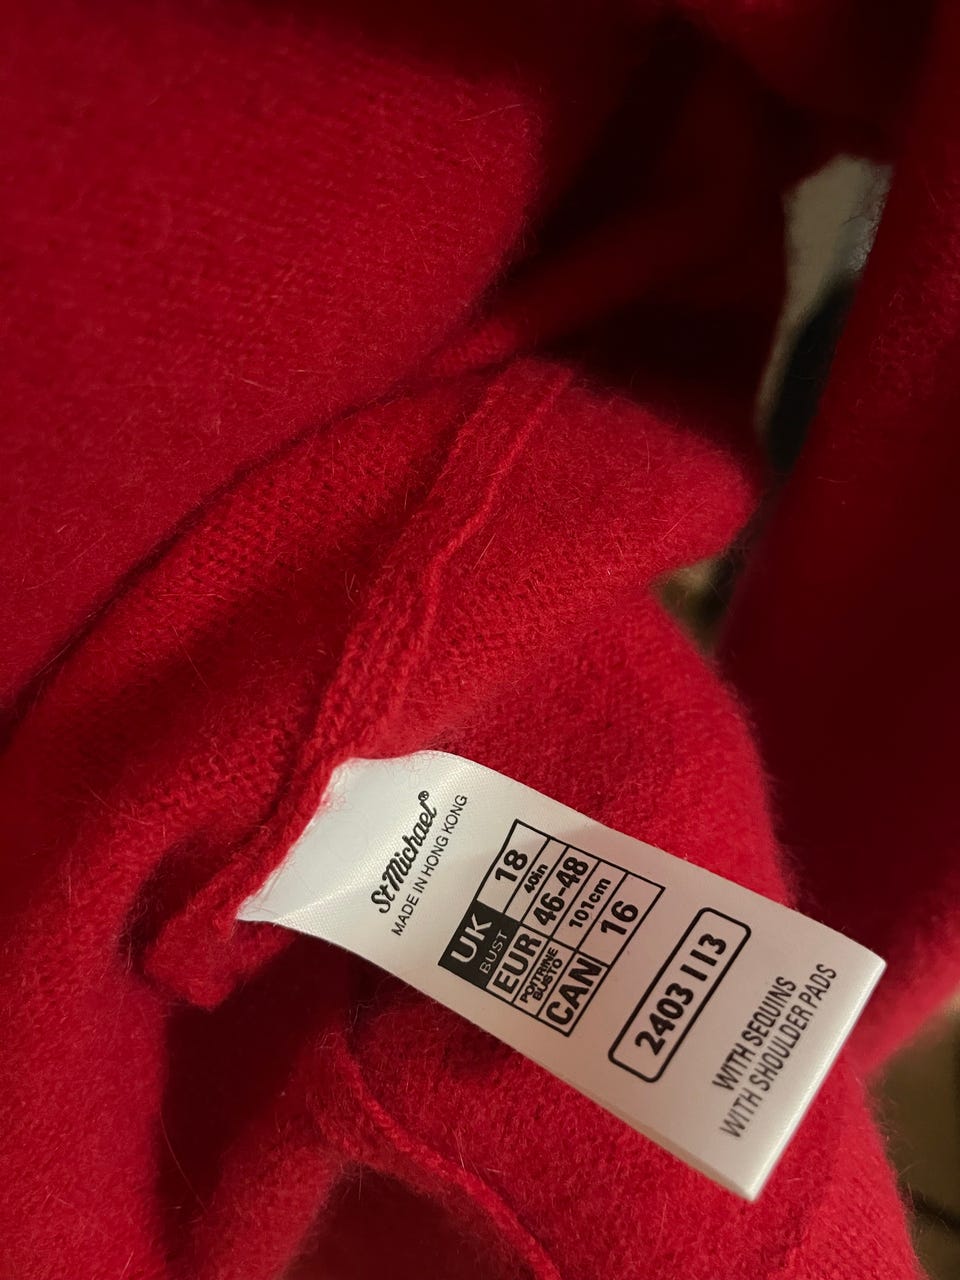 St Michael®
MADE IN HONG KONG
UK 18
BUST 40in
EUR 46-48
POITRINE BUSTO 101cm
CAN 16
2403 113
WITH SEQUINS
WITH SHOULDER PADS